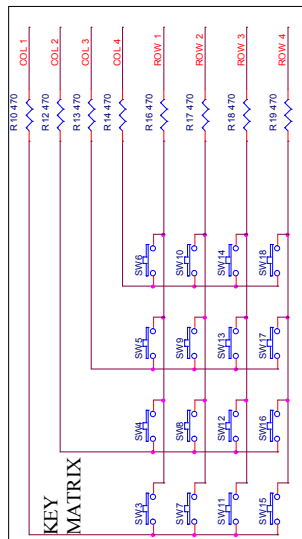 COL 1
COL 2
COL 3
COL 4
ROW 1
ROW 2
ROW 3
ROW 4
R10 470
R12 470
R13 470
R14 470
R16 470
R17 470
R18 470
R19 470
SW6
SW10
SW14
SW18
SW5
SW9
SW13
SW17
SW4
SW8
SW12
SW16
SW3
SW7
SW11
SW15
KEY
MATRIX